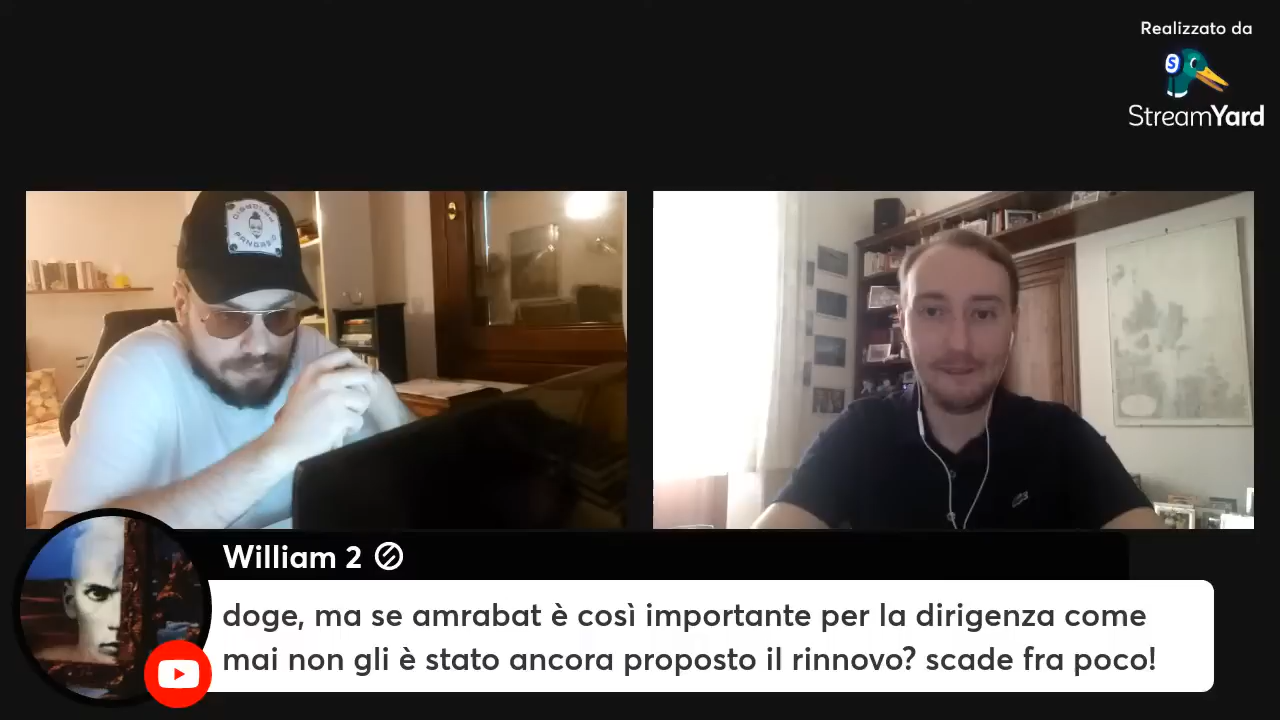 Realizzato da
StreamYard
William 2
doge, ma se amrabat è così importante per la dirigenza come
mai non gli è stato ancora proposto il rinnovo? scade fra poco!